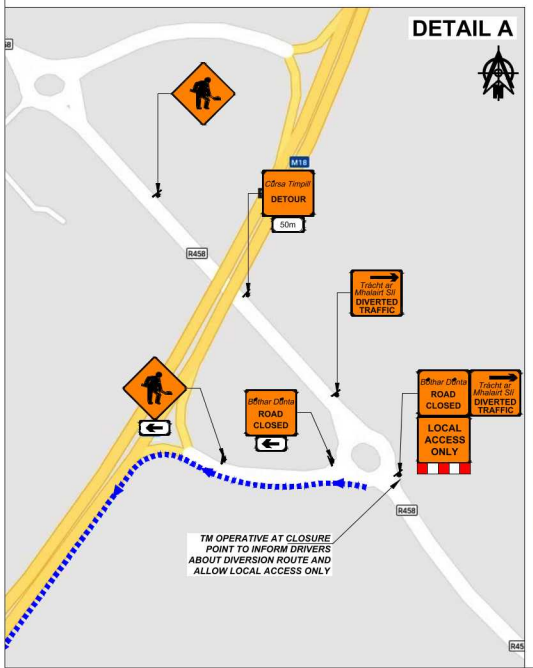 DETAIL A
M18
Cúrsa Timpill
DETOUR
50m
R458
Trácht ar
Mhalairt Slí
DIVERTED
TRAFFIC
Bóthar Dúnta
ROAD
CLOSED
Bóthar Dúnta
ROAD
CLOSED
Trácht ar
Mhalairt Slí
DIVERTED
TRAFFIC
LOCAL
ACCESS
ONLY
R458
TM OPERATIVE AT CLOSURE
POINT TO INFORM DRIVERS
ABOUT DIVERSION ROUTE AND
ALLOW LOCAL ACCESS ONLY
R45